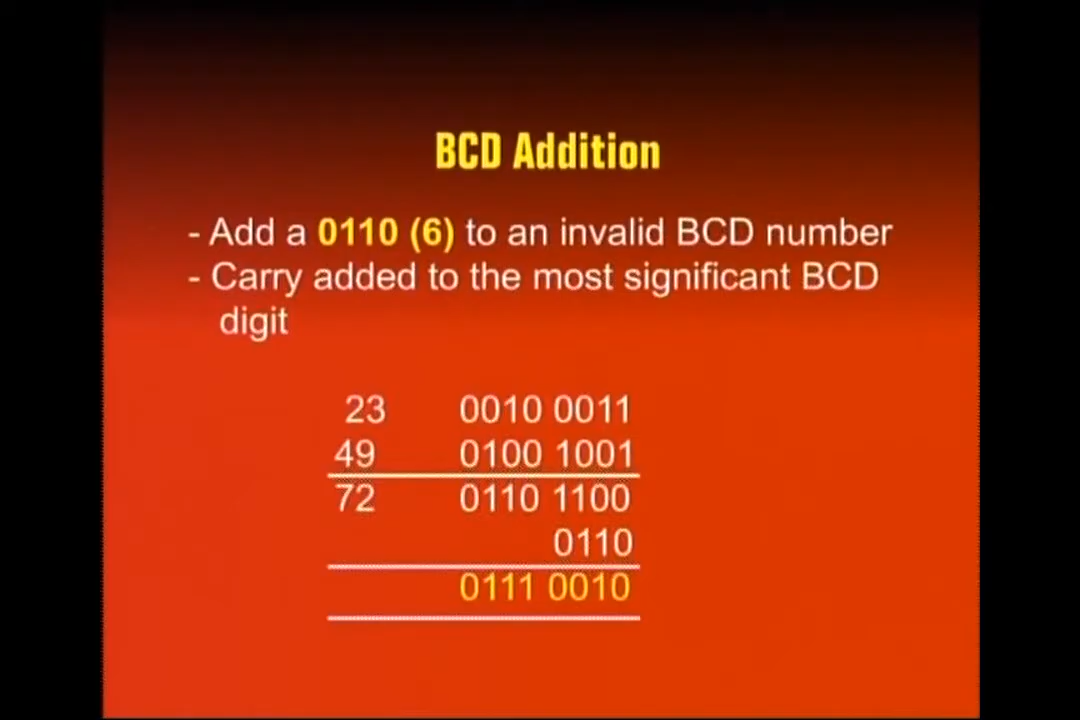 BCD Addition
- Add a 0110 (6) to an invalid BCD number
- Carry added to the most significant BCD
digit
23 0010 0011
49 0100 1001
72 0110 1100
0110
0111 0010